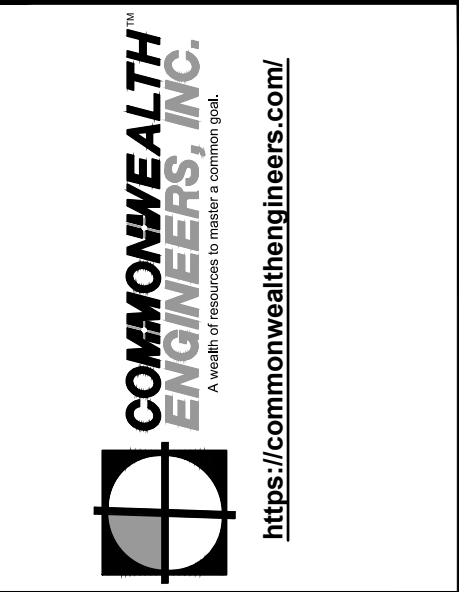 COMMONWEALTH™
ENGINEERS, INC.
A wealth of resources to master a common goal.
https://commonwealthengineers.com/